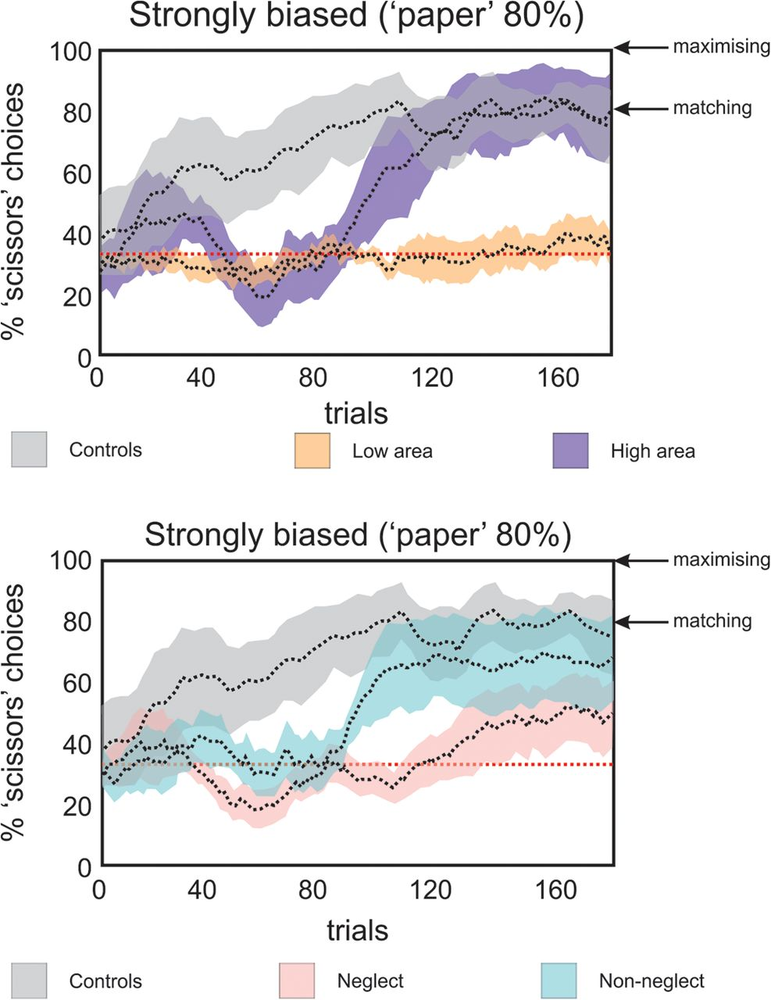 Strongly biased (‘paper’ 80%)
100
maximising
80
matching
60
40
20
0
% ‘scissors’ choices
0 40 80 120 160
trials
Controls Low area High area
Strongly biased (‘paper’ 80%)
100
maximising
80
matching
60
40
20
0
% ‘scissors’ choices
0 40 80 120 160
trials
Controls Neglect Non-neglect